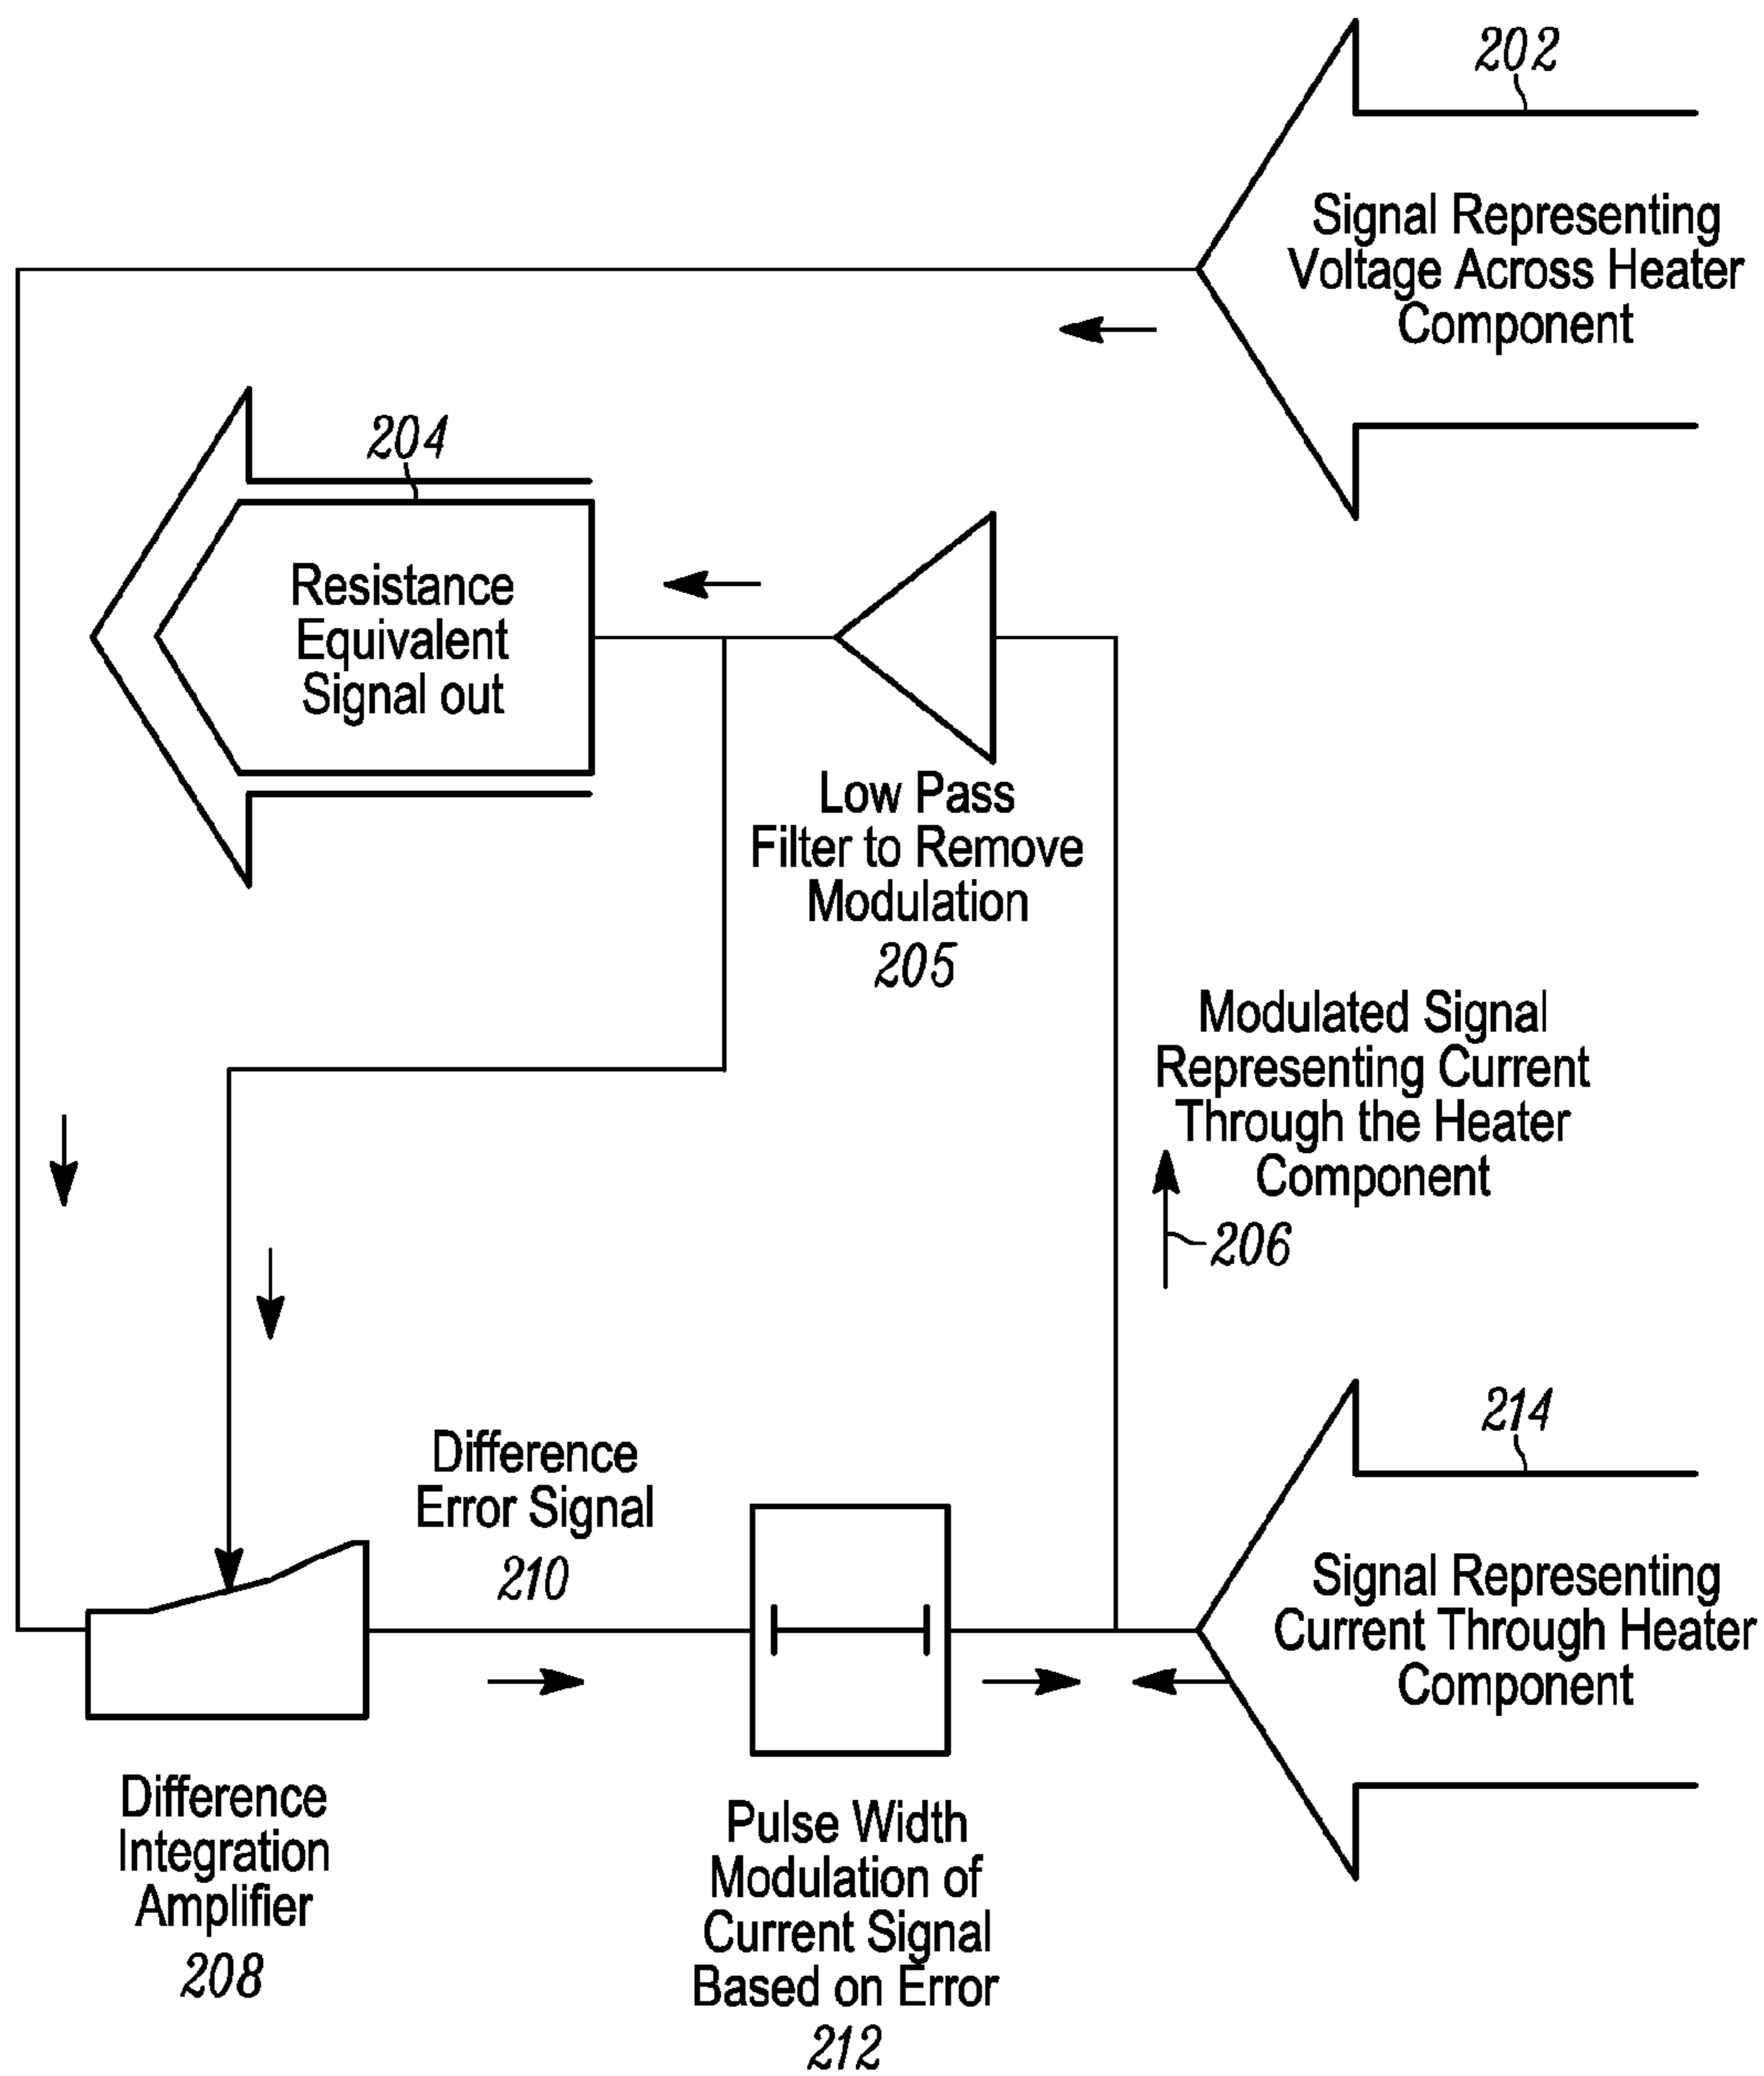 202
Signal Representing
Voltage Across Heater
Component
204
Resistance
Equivalent
Signal out
Low Pass
Filter to Remove
Modulation
205
Modulated Signal
Representing Current
Through the Heater
Component
206
214
Signal Representing
Current Through Heater
Component
Difference
Error Signal
210
Difference
Integration
Amplifier
208
Pulse Width
Modulation of
Current Signal
Based on Error
212